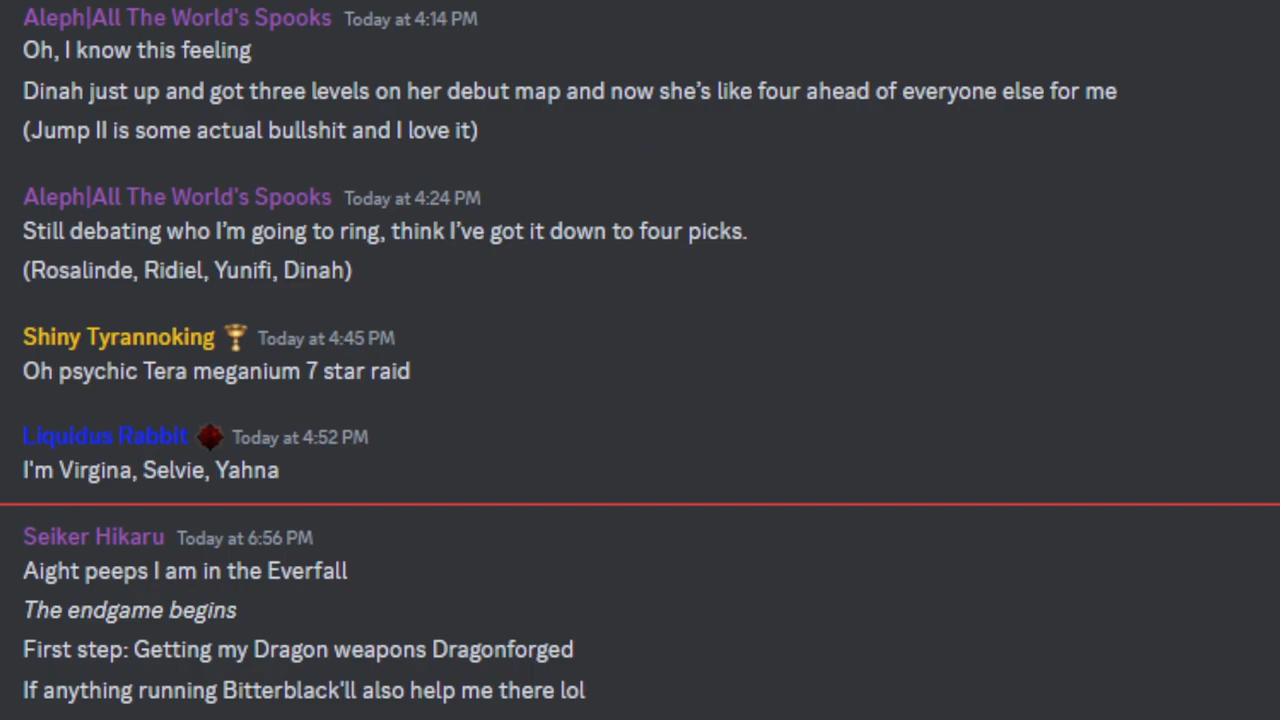 Aleph|All The World's Spooks Today at 4:14 PM
Oh, I know this feeling
Dinah just up and got three levels on her debut map and now she’s like four ahead of everyone else for me
(Jump II is some actual bullshit and I love it)
Aleph|All The World's Spooks Today at 4:24 PM
Still debating who I’m going to ring, think I’ve got it down to four picks.
(Rosalinde, Ridiel, Yunifi, Dinah)
Shiny Tyrannoking Today at 4:45 PM
Oh psychic Tera meganium 7 star raid
Liquidus Rabbit Today at 4:52 PM
I'm Virgina, Selvie, Yahna
Seiker Hikaru Today at 6:56 PM
Aight peeps I am in the Everfall
The endgame begins
First step: Getting my Dragon weapons Dragonforged
If anything running Bitterblack'll also help me there lol